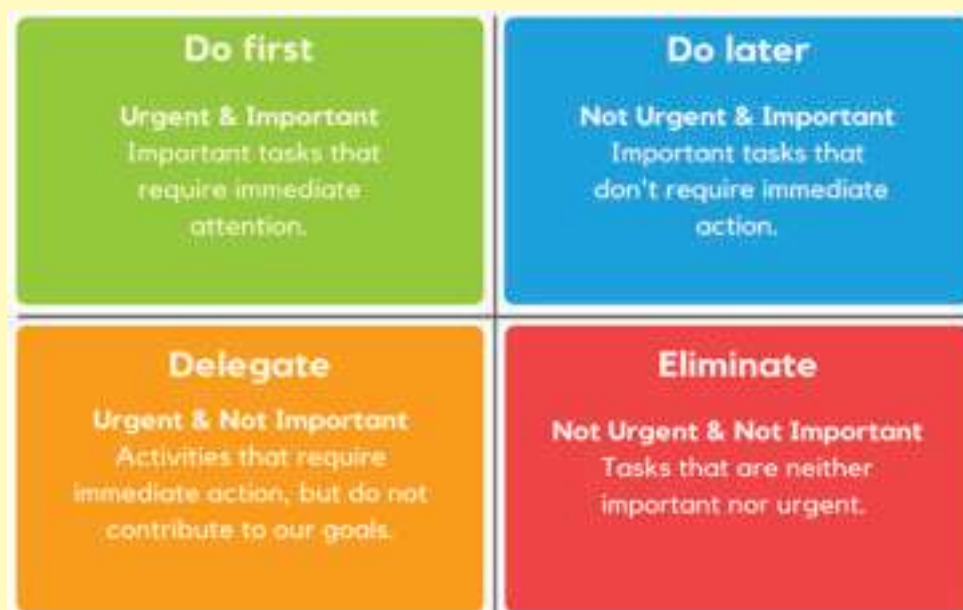 Do first
Urgent & Important
Important tasks that
require immediate
attention.
Do later
Not Urgent & Important
Important tasks that
don't require immediate
action.
Delegate
Urgent & Not Important
Activities that require
immediate action, but do not
contribute to our goals.
Eliminate
Not Urgent & Not Important
Tasks that are neither
important nor urgent.